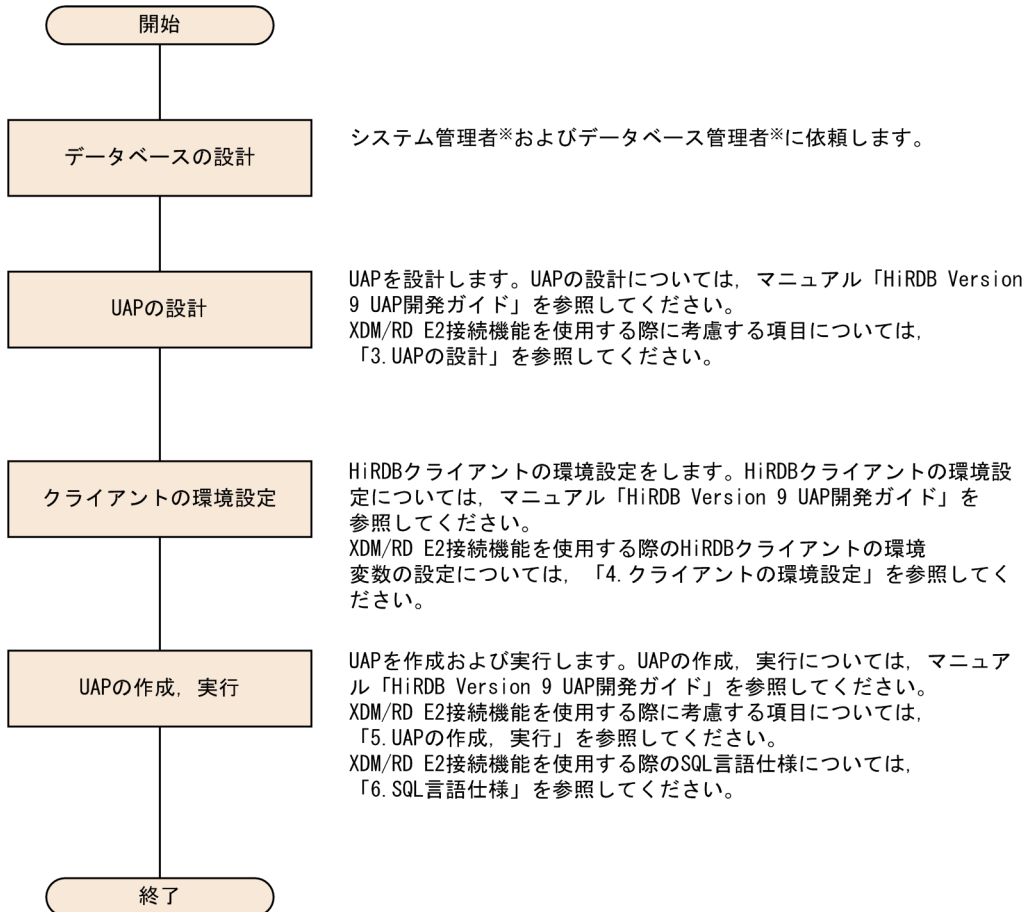 開始
データベースの設計
システム管理者※およびデータベース管理者※に依頼します。
UAPの設計
UAPを設計します。UAPの設計については，マニュアル「HiRDB Version
9 UAP開発ガイド」を参照してください。
XDM/RD E2接続機能を使用する際に考慮する項目については，
「3.UAPの設計」を参照してください。
クライアントの環境設定
HiRDBクライアントの環境設定をします。HiRDBクライアントの環境設
定については，マニュアル「HiRDB Version 9 UAP開発ガイド」を
参照してください。
XDM/RD E2接続機能を使用する際のHiRDBクライアントの環境
変数の設定については，「4.クライアントの環境設定」を参照してく
ださい。
UAPの作成，実行
UAPを作成および実行します。UAPの作成，実行については，マニュア
ル「HiRDB Version 9 UAP開発ガイド」を参照してください。
XDM/RD E2接続機能を使用する際に考慮する項目については，
「5.UAPの作成，実行」を参照してください。
XDM/RD E2接続機能を使用する際のSQL言語仕様については，
「6.SQL言語仕様」を参照してください。
終了